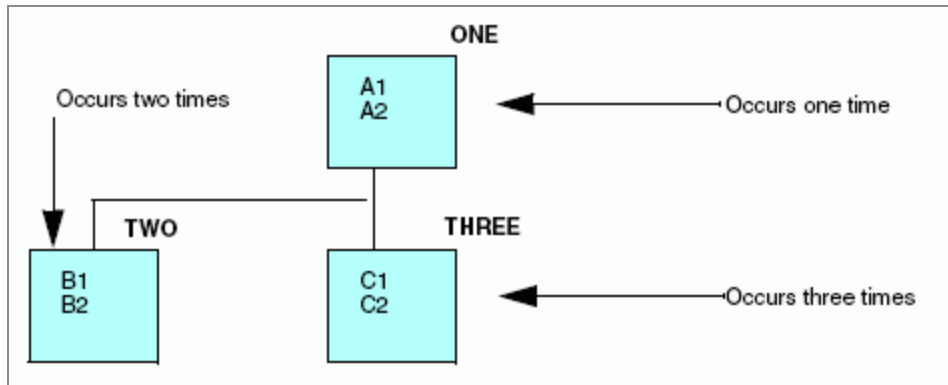 ONE
A1
A2
Occurs two times
Occurs one time
TWO
THREE
B1
B2
C1
C2
Occurs three times